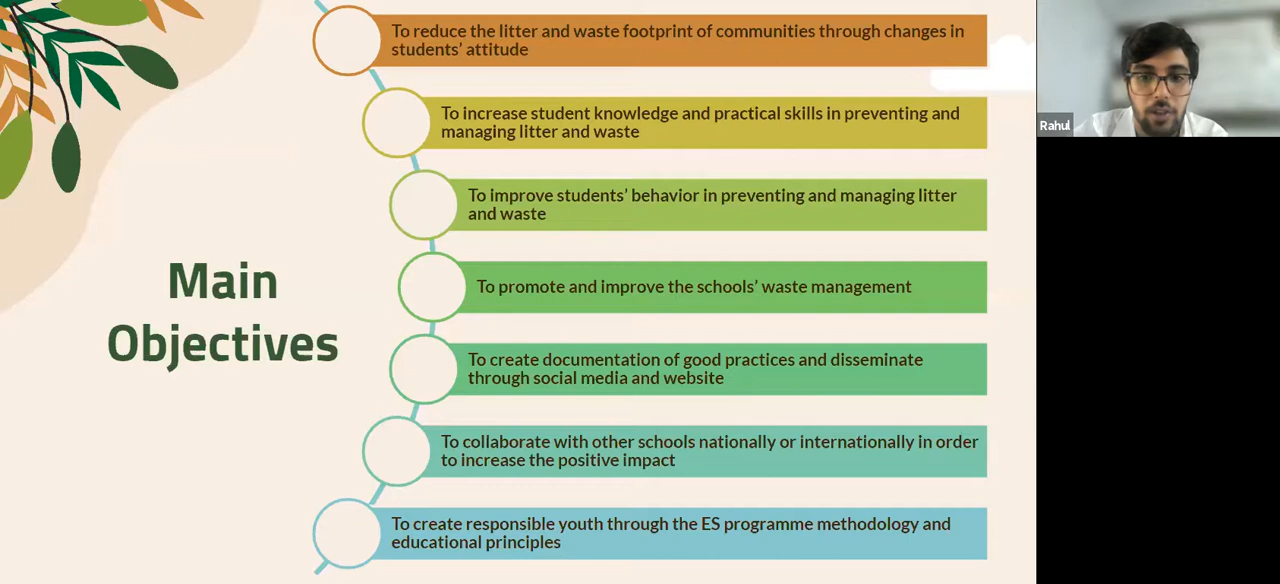 To reduce the litter and waste footprint of communities through changes in
students' attitude
To increase student knowledge and practical skills in preventing and
managing litter and waste
To improve students' behavior in preventing and managing litter
and waste
Main
Objectives
To promote and improve the schools' waste management
To create documentation of good practices and disseminate
through social media and website
To collaborate with other schools nationally or internationally in order
to increase the positive impact
To create responsible youth through the ES programme methodology and
educational principles
Rahul